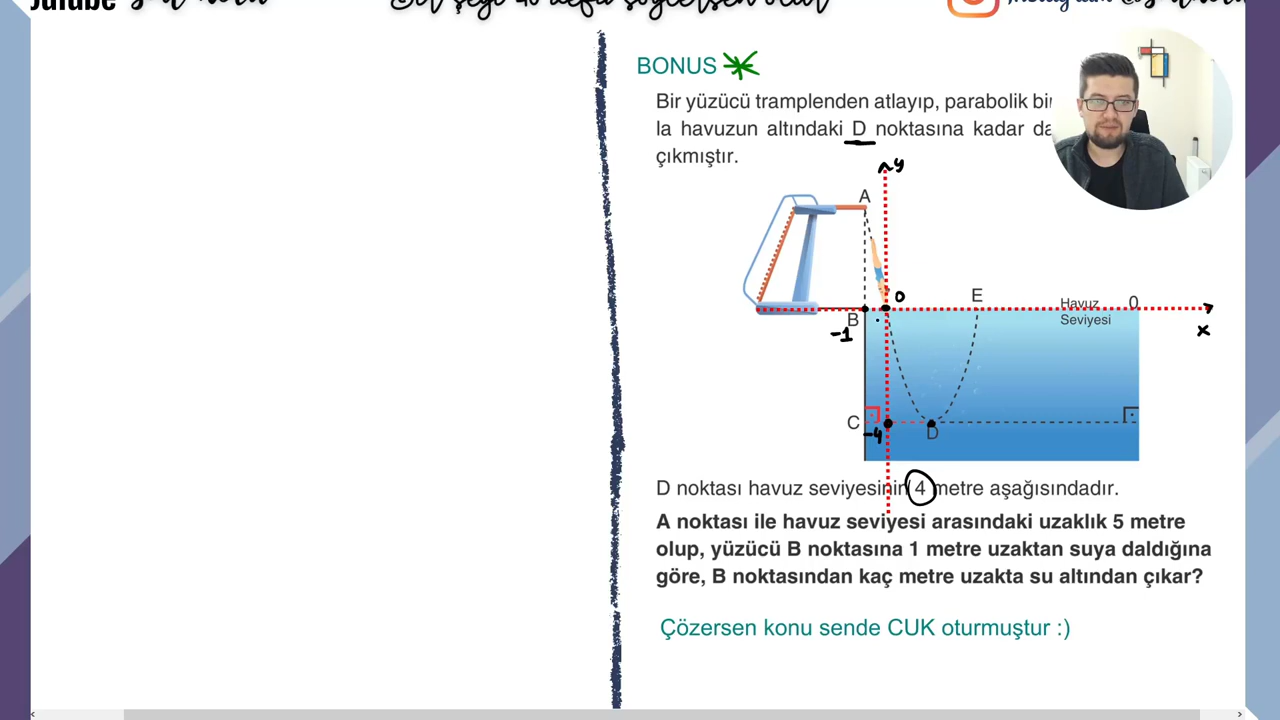 BONUS
Bir yüzücü tramplenden atlayıp, parabolik bir
la havuzun altındaki D noktasına kadar da
çıkmıştır.
y
A
0
E
Havuz
Seviyesi
0
B
-1
x
C
-4
D
D noktası havuz seviyesinin 4 metre aşağısındadır.
A noktası ile havuz seviyesi arasındaki uzaklık 5 metre
olup, yüzücü B noktasına 1 metre uzaktan suya daldığına
göre, B noktasından kaç metre uzakta su altından çıkar?
Çözersen konu sende CUK oturmuştur :)